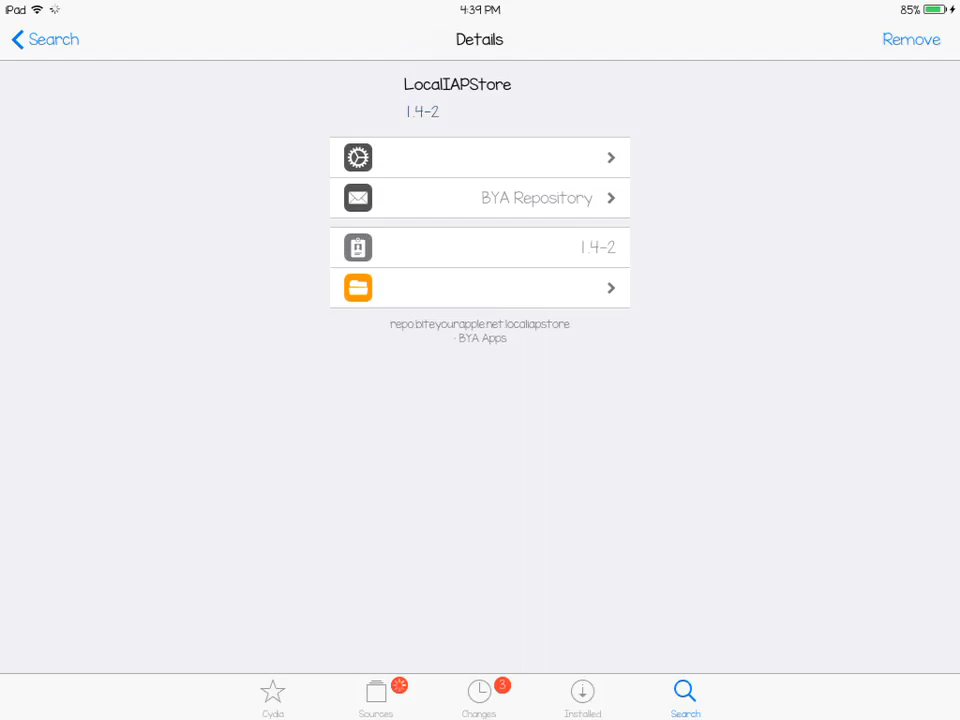 iPad 4:39 PM 85%
Search Details Remove
LocalIAPStore
1.4-2
BYA Repository
1.4-2
repo.biteyourapple.net.localiapstore
· BYA Apps
3
Cydia Sources Changes Installed Search